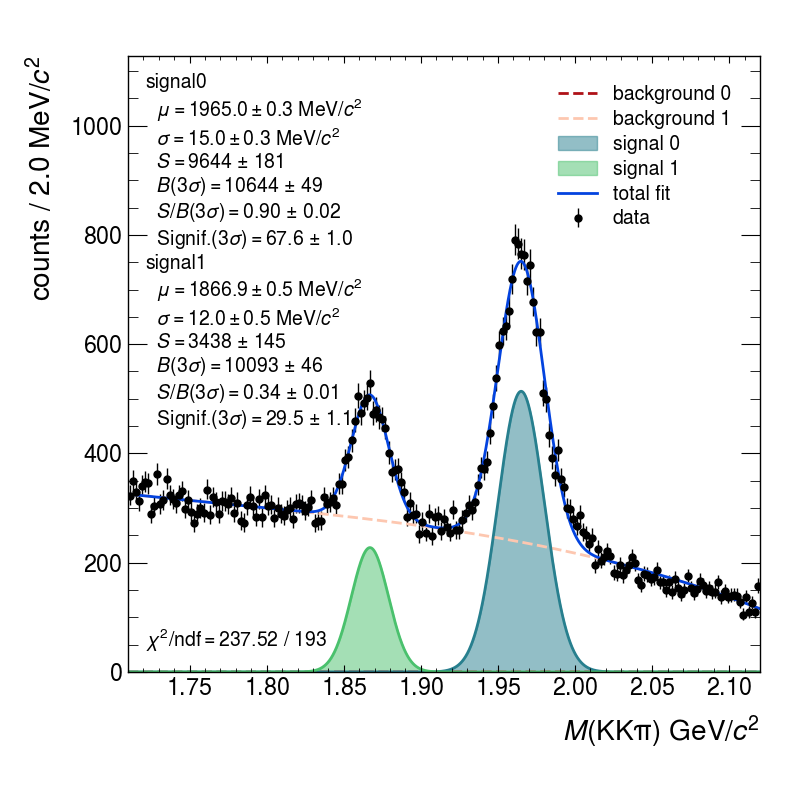 counts / 2.0 MeV/c²
1000
800
600
400
200
0
signal0
μ = 1965.0 ± 0.3 MeV/c²
σ = 15.0 ± 0.3 MeV/c²
S = 9644 ± 181
B(3σ) = 10644 ± 49
S/B(3σ) = 0.90 ± 0.02
Signif.(3σ) = 67.6 ± 1.0
signal1
μ = 1866.9 ± 0.5 MeV/c²
σ = 12.0 ± 0.5 MeV/c²
S = 3438 ± 145
B(3σ) = 10093 ± 46
S/B(3σ) = 0.34 ± 0.01
Signif.(3σ) = 29.5 ± 1.1
background 0
background 1
signal 0
signal 1
total fit
data
χ²/ndf = 237.52 / 193
1.75 1.80 1.85 1.90 1.95 2.00 2.05 2.10
M(KKπ) GeV/c²